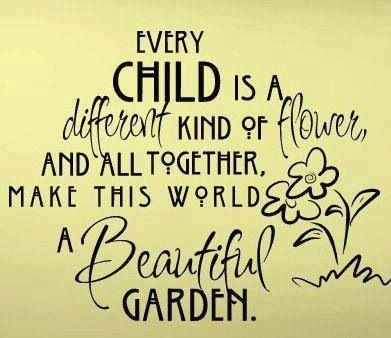 EVERY
CHILD IS A
different KIND OF flower,
AND ALL TOGETHER,
MAKE THIS WORLD
A Beautiful
GARDEN.